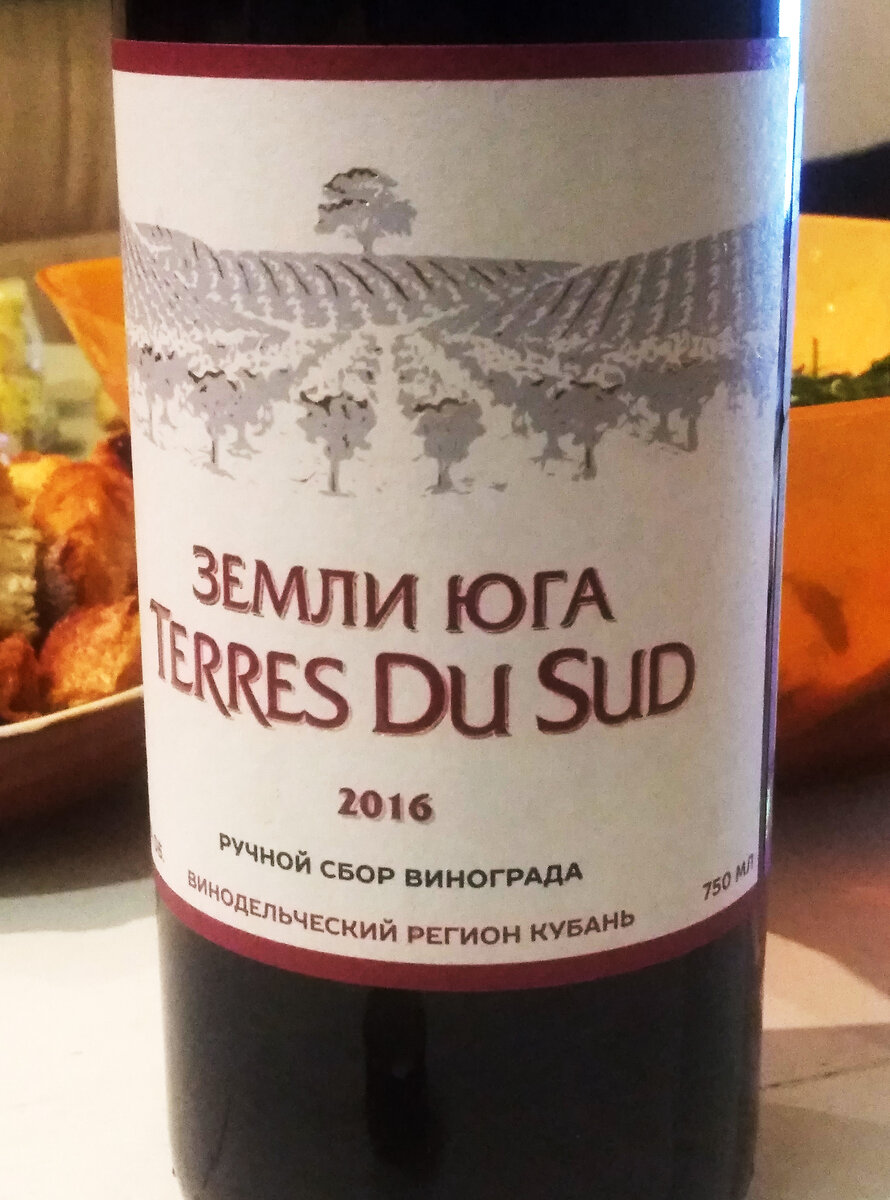 ЗЕМЛИ ЮГА
TERRES DU SUD
2016
РУЧНОЙ СБОР ВИНОГРАДА
ВИНОДЕЛЬЧЕСКИЙ РЕГИОН КУБАНЬ
750 МЛ